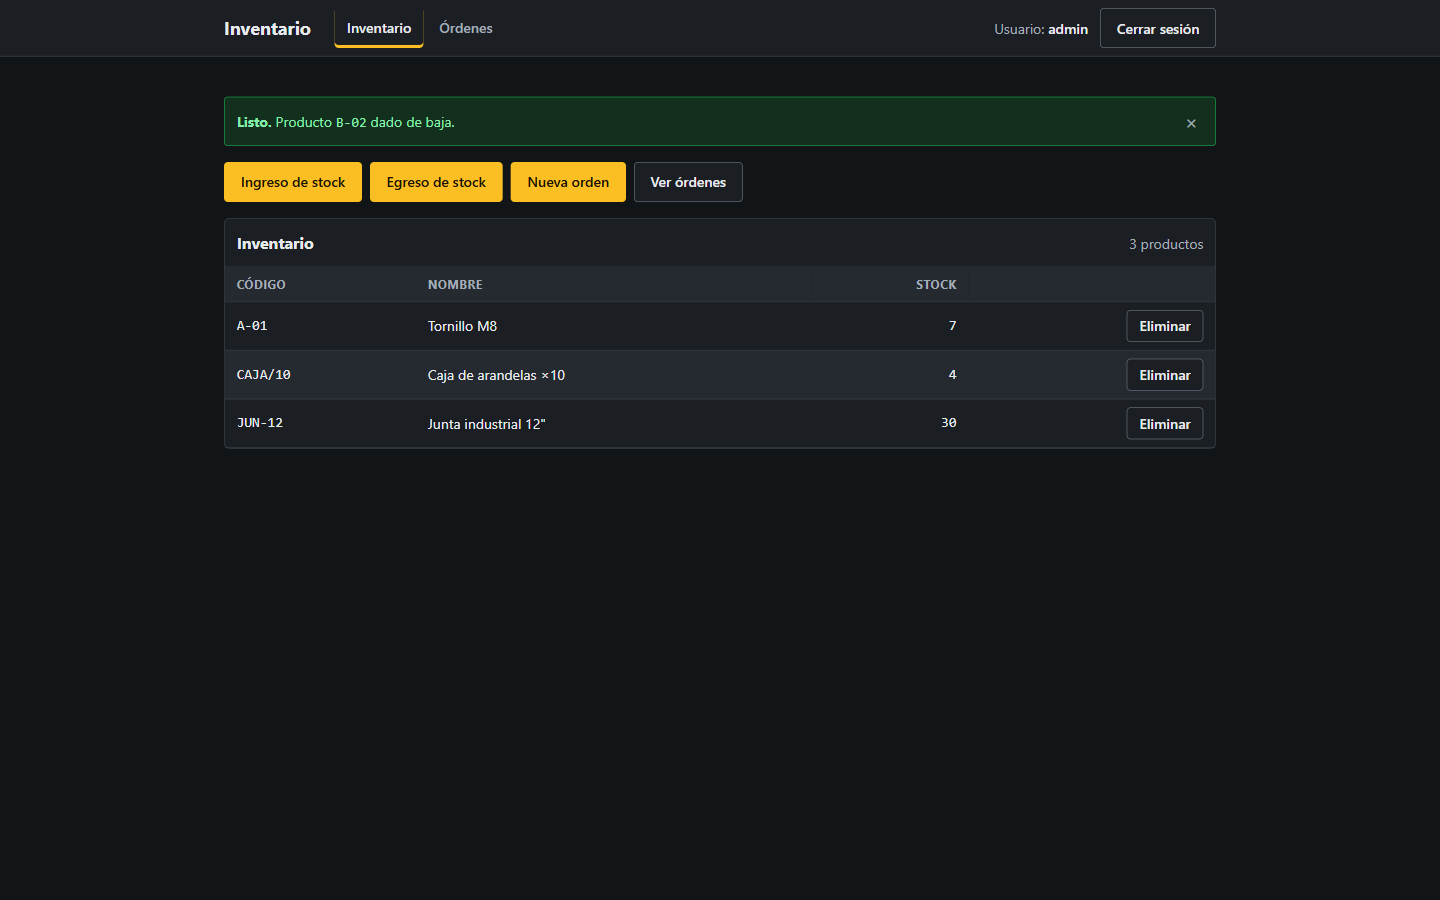 Inventario Inventario Órdenes Usuario: admin Cerrar sesión
Listo. Producto B-02 dado de baja. ×
Ingreso de stock Egreso de stock Nueva orden Ver órdenes
Inventario 3 productos
CÓDIGO NOMBRE STOCK
A-01 Tornillo M8 7 Eliminar
CAJA/10 Caja de arandelas ×10 4 Eliminar
JUN-12 Junta industrial 12" 30 Eliminar